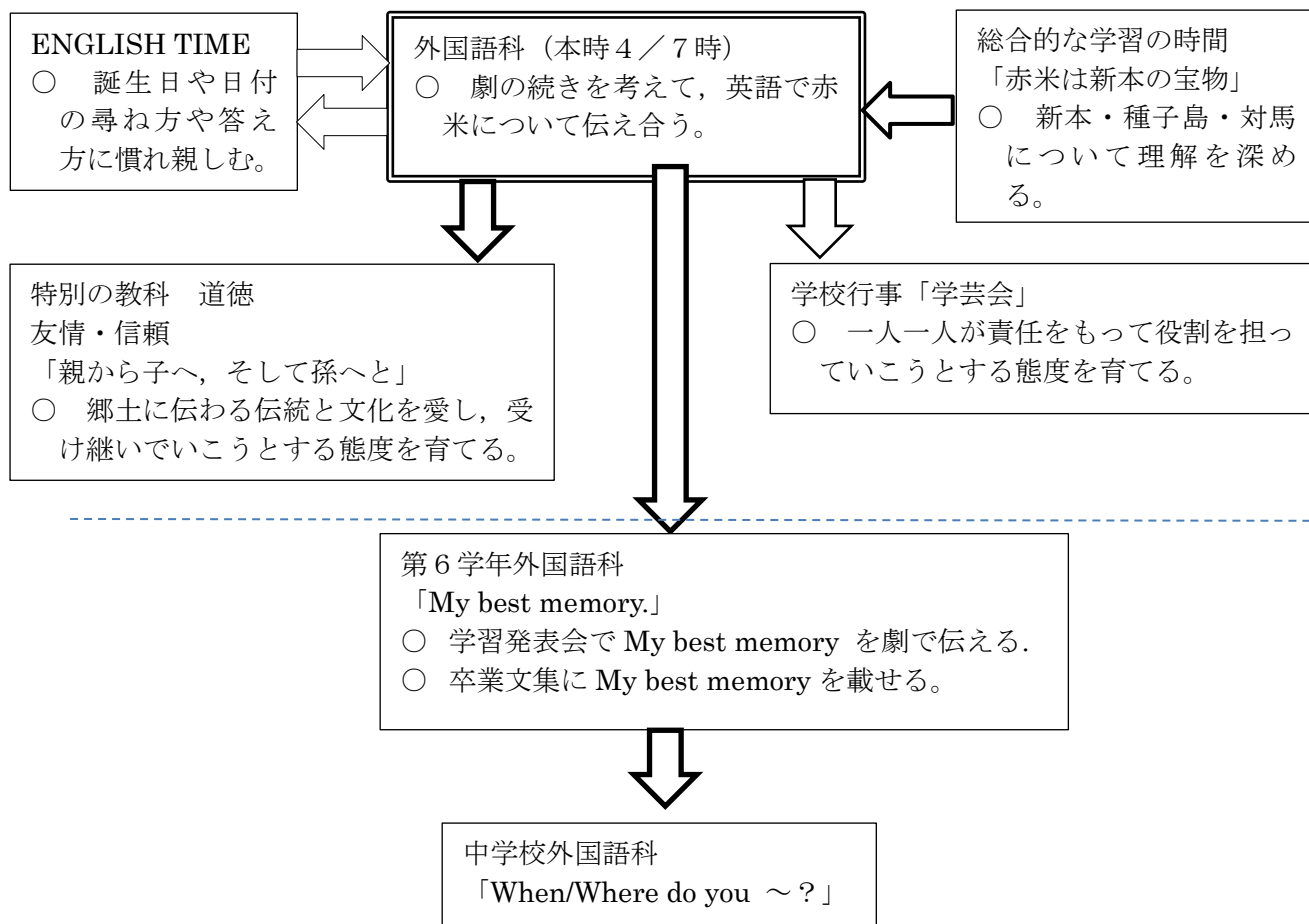 ENGLISH TIME
○　誕生日や日付
の尋ね方や答え
方に慣れ親しむ。
外国語科（本時４／７時）
○　劇の続きを考えて，英語で赤
米について伝え合う。
総合的な学習の時間
「赤米は新本の宝物」
○　新本・種子島・対馬
について理解を深め
る。
特別の教科　道徳
友情・信頼
「親から子へ，そして孫へと」
○　郷土に伝わる伝統と文化を愛し，受
け継いでいこうとする態度を育てる。
学校行事「学芸会」
○　一人一人が責任をもって役割を担っ
ていこうとする態度を育てる。
第６学年外国語科
「My best memory.」
○　学習発表会で My best memory を劇で伝える.
○　卒業文集に My best memory を載せる。
中学校外国語科
「When/Where do you ～？」